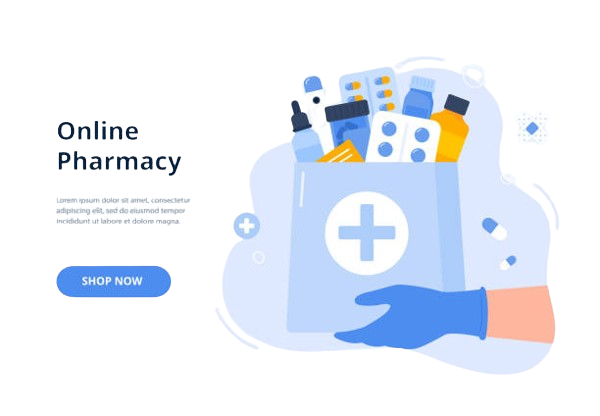 Online
Pharmacy
Lorem ipsum dolor sit amet, consectetur
adipiscing elit, sed do eiusmod tempor
incididunt ut labore et dolore magna.
SHOP NOW